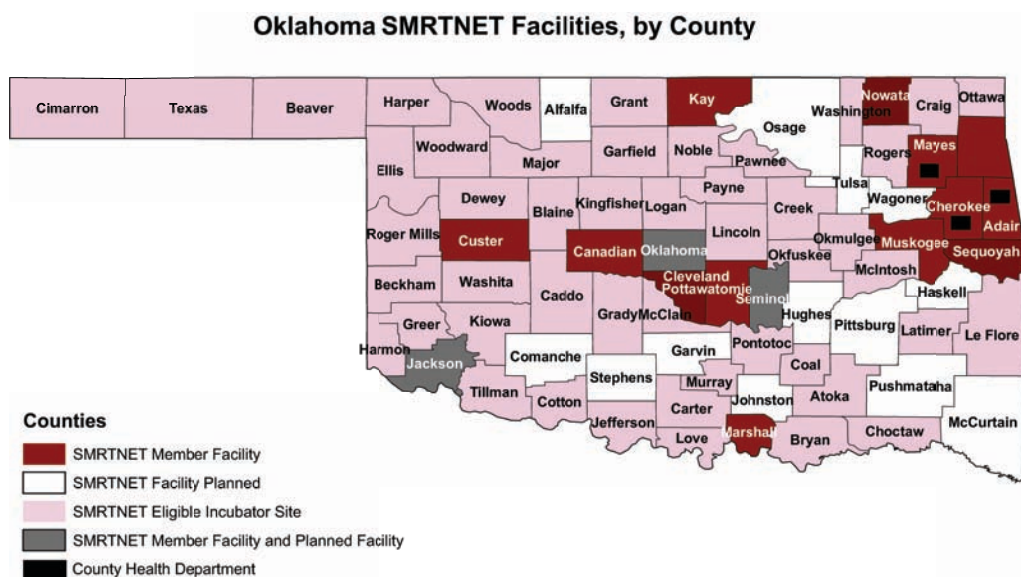 Oklahoma SMRTNET Facilities, by County
Cimarron
Texas
Beaver
Harper
Woods
Alfalfa
Grant
Kay
Osage
Washington
Nowata
Craig
Ottawa
Ellis
Woodward
Major
Garfield
Noble
Pawnee
Rogers
Mayes
Tulsa
Wagoner
Cherokee
Adair
Dewey
Blaine
Kingfisher
Logan
Payne
Creek
Roger Mills
Custer
Canadian
Oklahoma
Lincoln
Okmulgee
Okfuskee
Muskogee
Sequoyah
McIntosh
Beckham
Washita
Caddo
Cleveland
Pottawatomie
Seminol
Hughes
Haskell
Pittsburg
Greer
Kiowa
Grady
McClain
Harmon
Jackson
Comanche
Garvin
Pontotoc
Coal
Latimer
Le Flore
Stephens
Murray
Johnston
Atoka
Pushmataha
McCurtain
Tillman
Cotton
Jefferson
Carter
Love
Marshall
Bryan
Choctaw
Counties
SMRTNET Member Facility
SMRTNET Facility Planned
SMRTNET Eligible Incubator Site
SMRTNET Member Facility and Planned Facility
County Health Department